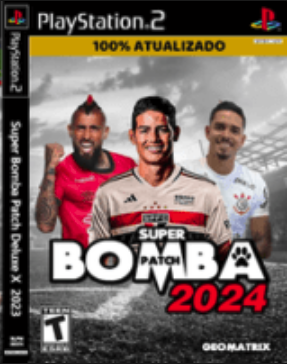 PlayStation.2
Super Bomba Patch Deluxe X 2023
PlayStation.2
100% ATUALIZADO
SUPER
BOMBA
PATCH
2024
TEEN
T
GEOMATRIX